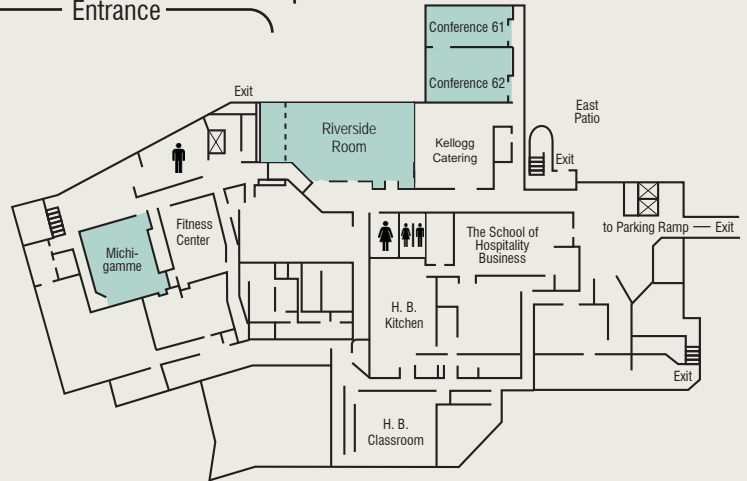 Entrance
Conference 61
Conference 62
Exit
East
Patio
Riverside
Room
Kellogg
Catering
Exit
Fitness
Center
The School of
Hospitality
Business
to Parking Ramp — Exit
Michi-
gamme
H. B.
Kitchen
Exit
H. B.
Classroom